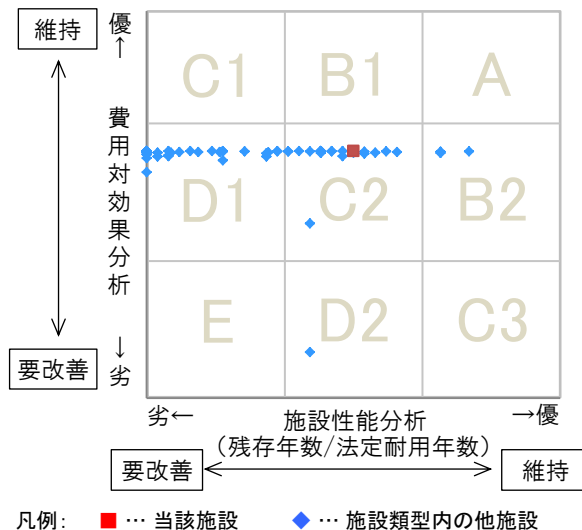 維持
優
↑
C1 B1 A
費用対効果分析
D1 C2 B2
E D2 C3
↓
劣
要改善
劣← 施設性能分析 →優
(残存年数/法定耐用年数)
要改善 維持
凡例: ■ … 当該施設 ◆ … 施設類型内の他施設